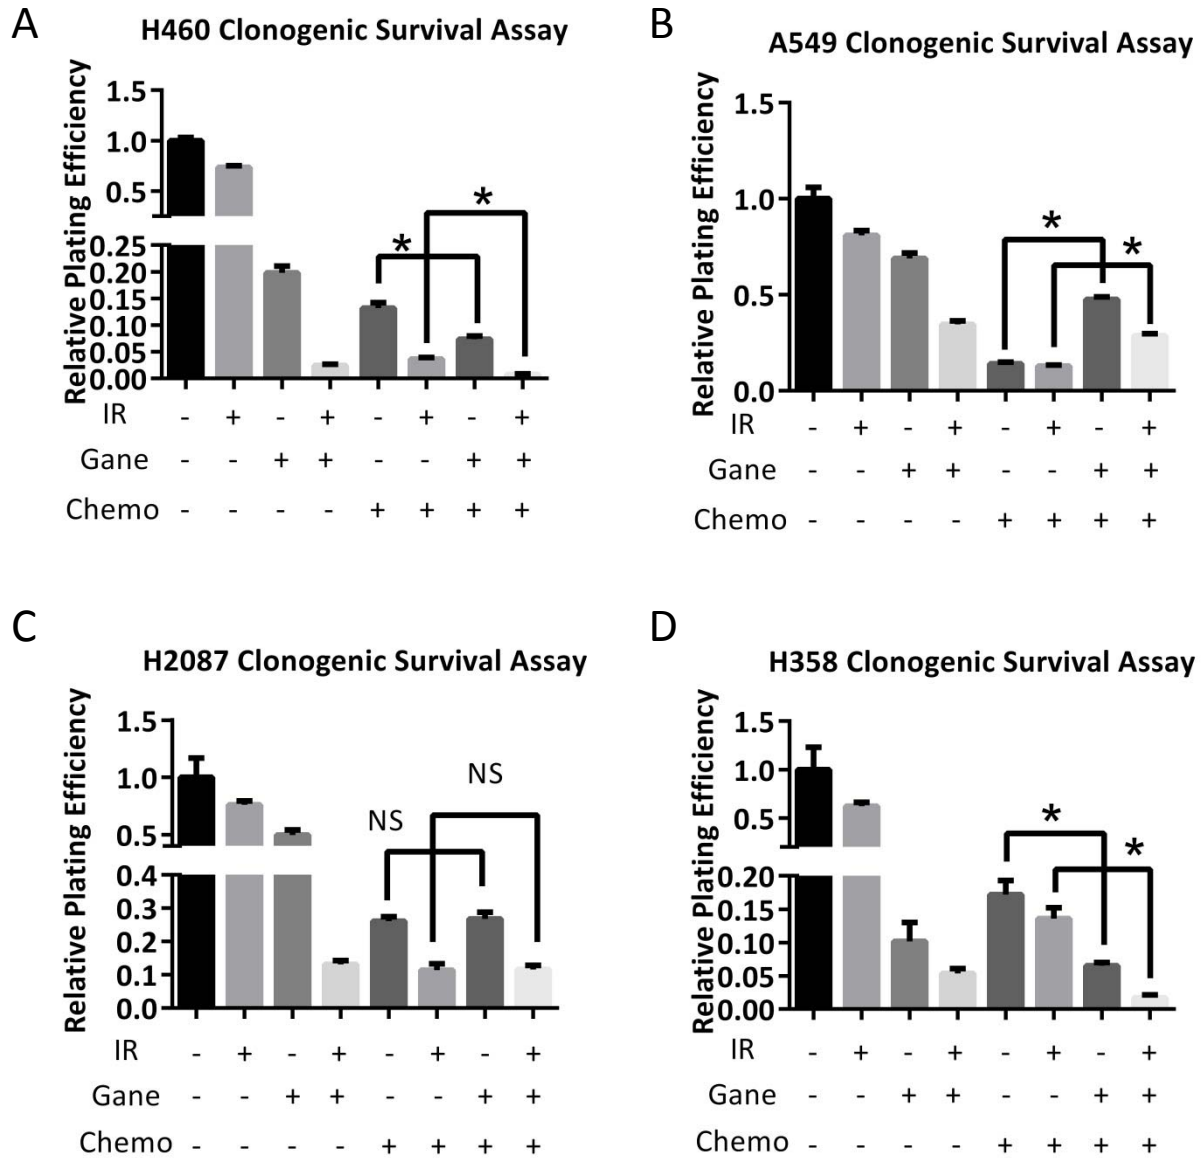 A
H460 Clonogenic Survival Assay
Relative Plating Efficiency
1.5
1.0
0.5
0.25
0.20
0.15
0.10
0.05
0.00
*
*
IR - + - + - + - +
Gane - - + + - - + +
Chemo - - - - + + + +
B
A549 Clonogenic Survival Assay
Relative Plating Efficiency
1.5
1.0
0.5
0.0
*
*
IR - + - + - + - +
Gane - - + + - - + +
Chemo - - - - + + + +
C
H2087 Clonogenic Survival Assay
Relative Plating Efficiency
1.5
1.0
0.5
0.4
0.3
0.2
0.1
0.0
NS
NS
IR - + - + - + - +
Gane - - + + - - + +
Chemo - - - - + + + +
D
H358 Clonogenic Survival Assay
Relative Plating Efficiency
1.5
1.0
0.5
0.20
0.15
0.10
0.05
0.00
*
*
IR - + - + - + - +
Gane - - + + - - + +
Chemo - - - - + + + +